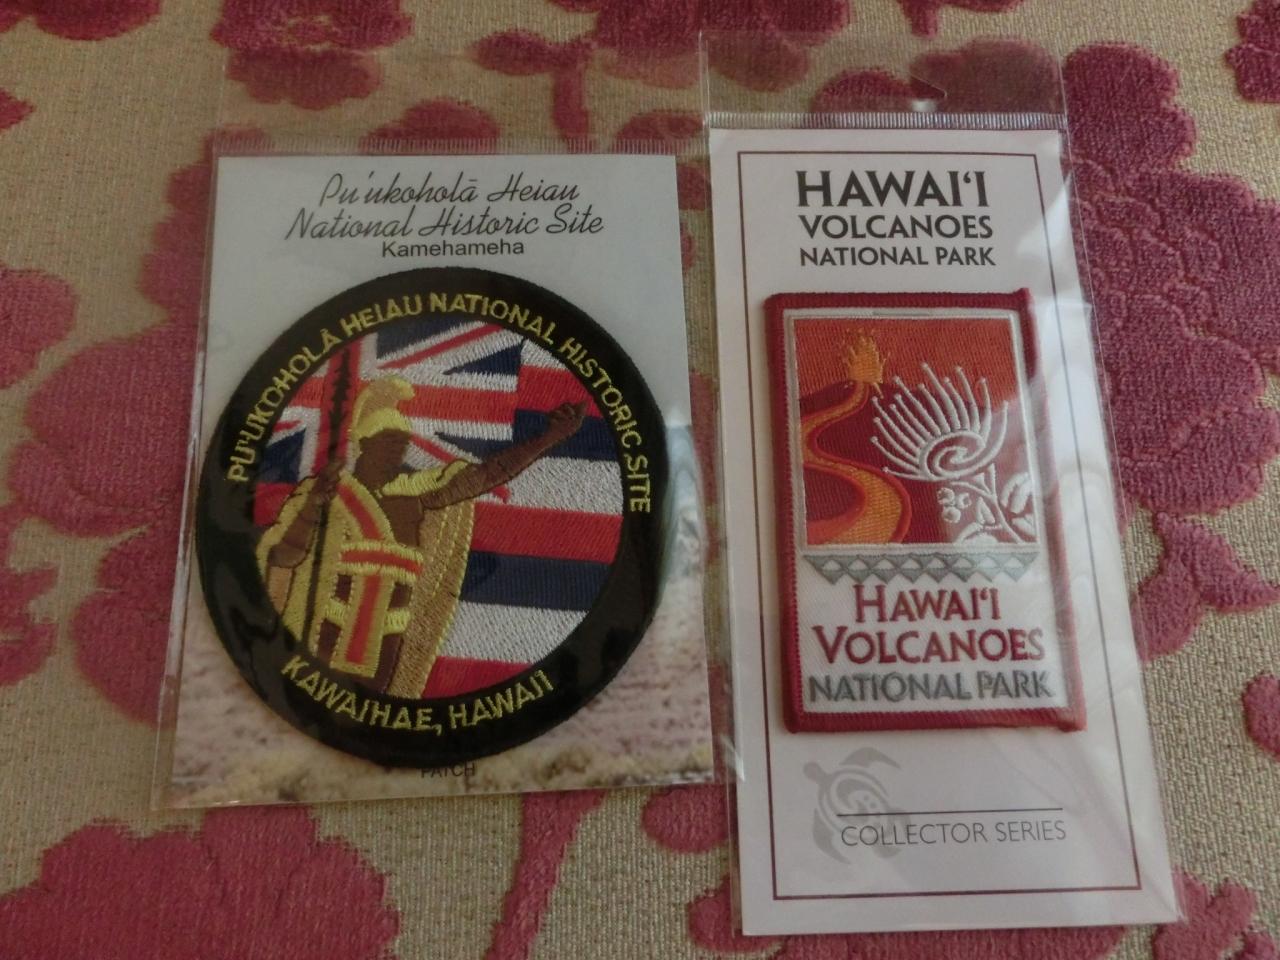 Pu'ukoholā Heiau
National Historic Site
Kamehameha
PU'UKOHOLĀ HEIAU NATIONAL HISTORIC SITE
KAWAIHAE, HAWAI'I
PATCH
HAWAI‘I
VOLCANOES
NATIONAL PARK
HAWAI‘I
VOLCANOES
NATIONAL PARK
COLLECTOR SERIES